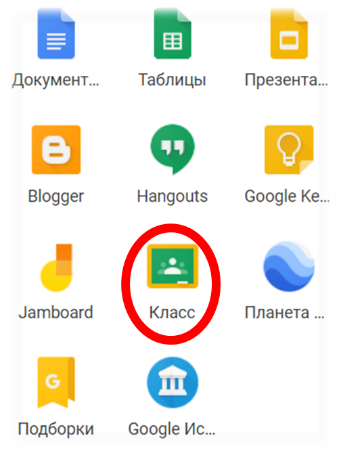 Документ... Таблицы Презента...
Blogger Hangouts Google Ke...
Jamboard Класс Планета ...
G
Подборки Google Ис...